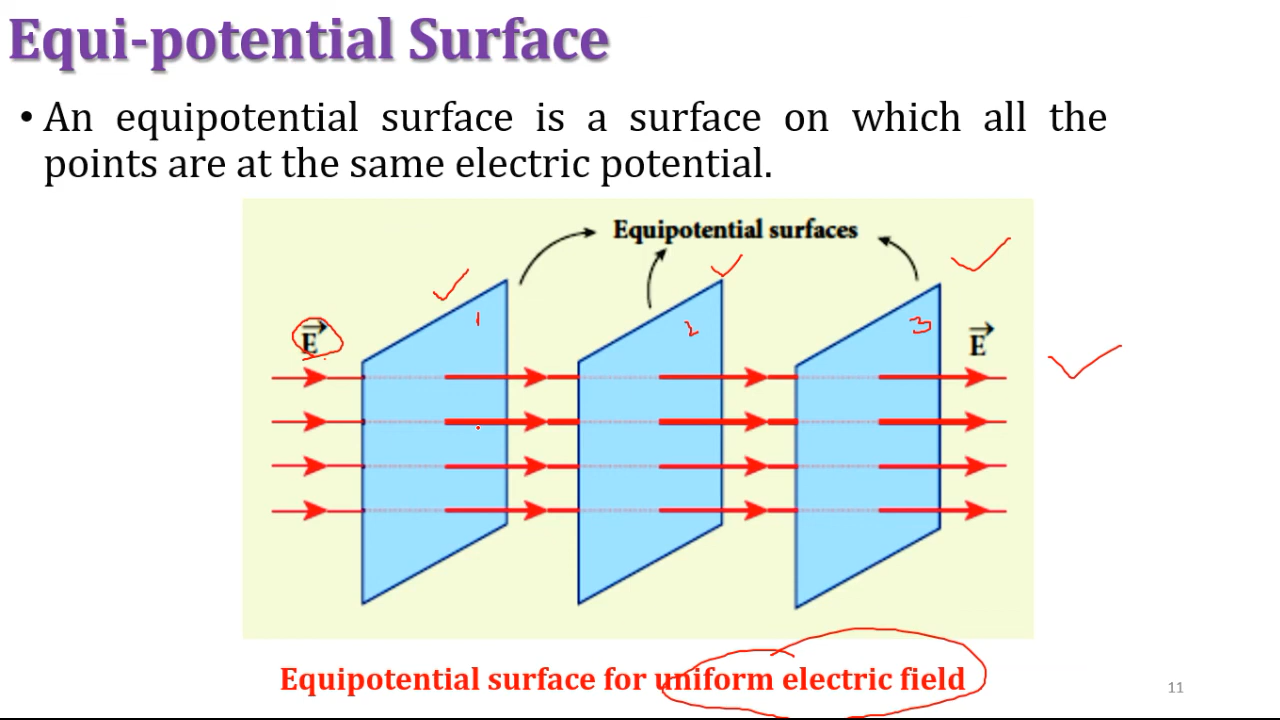 Equi-potential Surface
• An equipotential surface is a surface on which all the
points are at the same electric potential.
Equipotential surfaces
1
2
3
E
E
Equipotential surface for uniform electric field
11